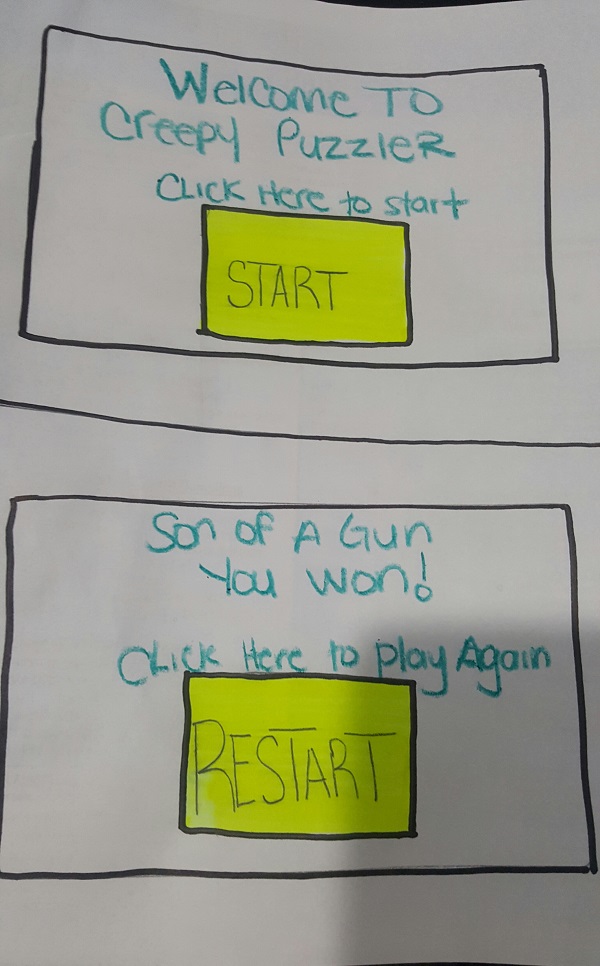 Welcome To
Creepy Puzzler
Click Here to start
START
Son of A Gun
You won!
Click Here to play Again
RESTART